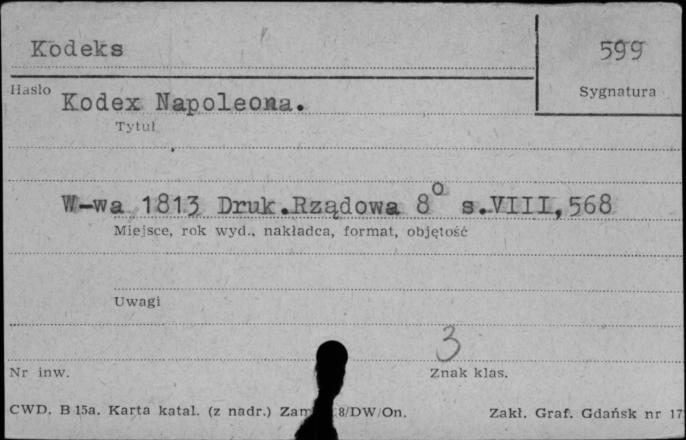 Kodeks 599
Hasło Sygnatura
Kodex Napoleona.
Tytuł
W-wa 1813 Druk.Rządowa 8° s.VIII,568
Miejsce, rok wyd., nakładca, format, objętość
Uwagi
3
Nr inw. Znak klas.
CWD. B 15a. Karta katal. (z nadr.) 8/DW/On. Zakł. Graf. Gdańsk nr 17